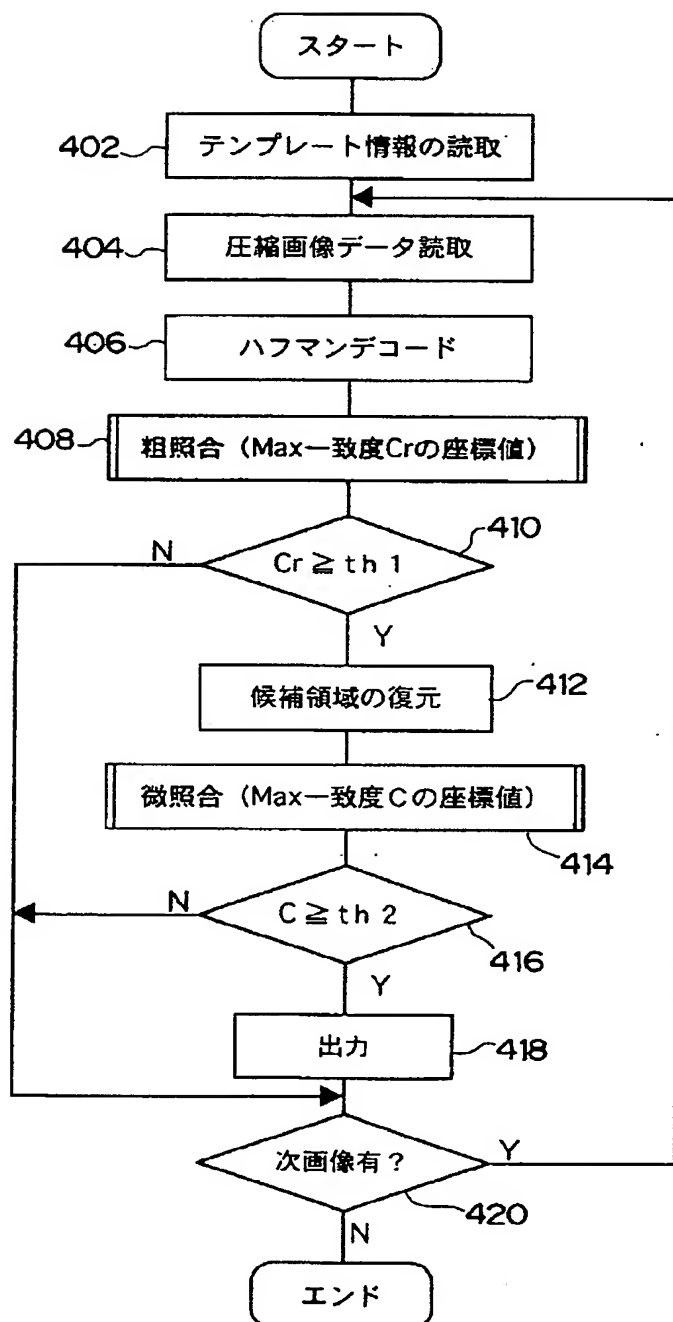 スタート
402
テンプレート情報の読取
404
圧縮画像データ読取
406
ハフマンデコード
408
粗照合（Max一致度Crの座標値）
410
N
Cr ≧ th 1
Y
候補領域の復元
412
微照合（Max一致度Cの座標値）
414
N
C ≧ th 2
416
Y
出力
418
次画像有？
Y
420
N
エンド